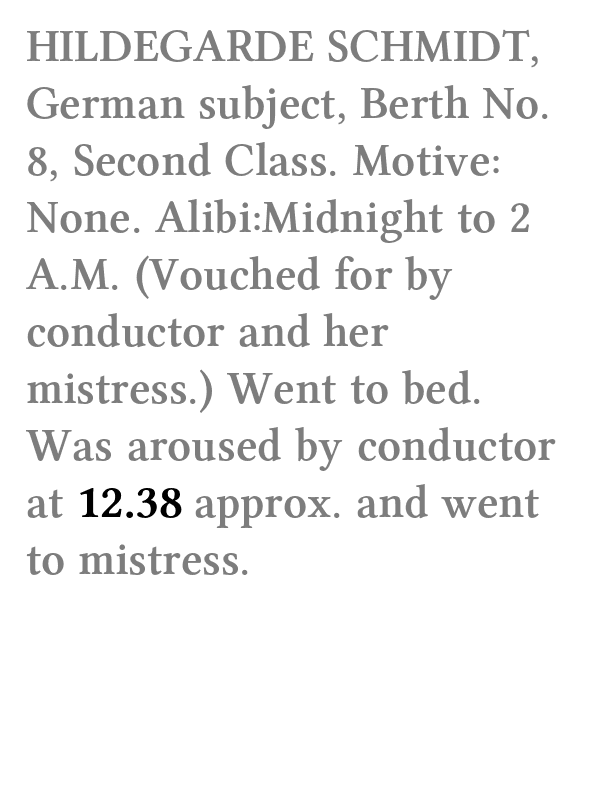 HILDEGARDE SCHMIDT,
German subject, Berth No.
8, Second Class. Motive:
None. Alibi:Midnight to 2
A.M. (Vouched for by
conductor and her
mistress.) Went to bed.
Was aroused by conductor
at 12.38 approx. and went
to mistress.